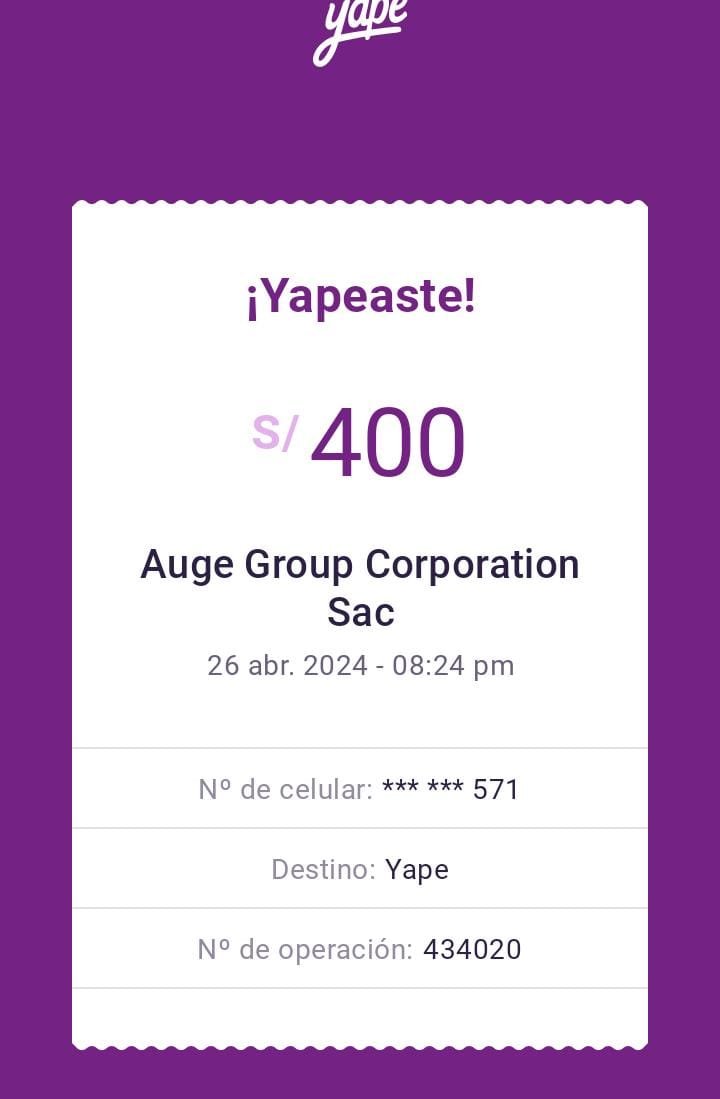 yape
¡Yapeaste!
S/ 400
Auge Group Corporation
Sac
26 abr. 2024 - 08:24 pm
Nº de celular: *** *** 571
Destino: Yape
Nº de operación: 434020